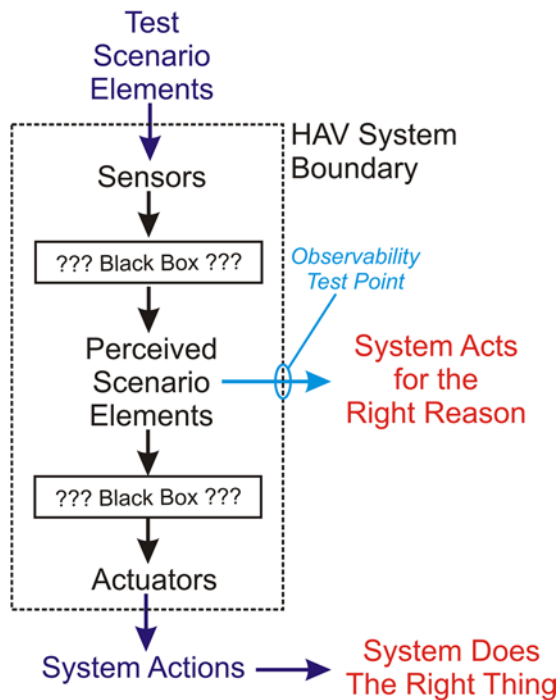 Test
Scenario
Elements
HAV System
Boundary
Sensors
??? Black Box ???
Observability
Test Point
Perceived
Scenario
Elements
System Acts
for the
Right Reason
??? Black Box ???
Actuators
System Actions
System Does
The Right Thing